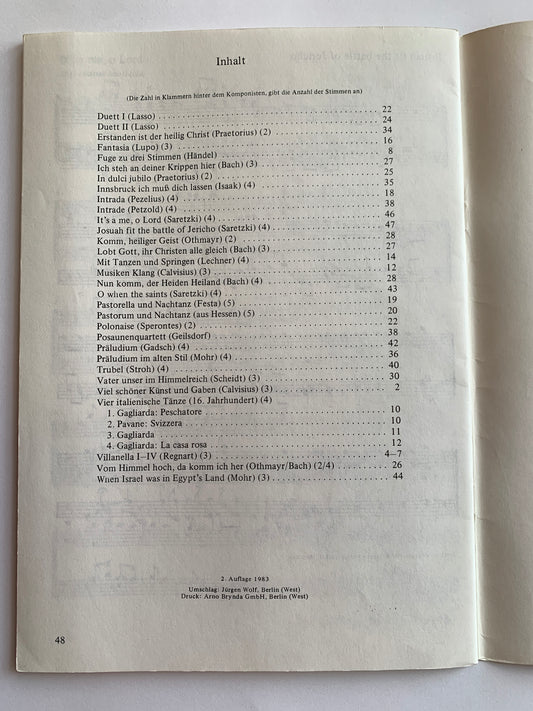 Inhalt
(Die Zahl in Klammern hinter dem Komponisten, gibt die Anzahl der Stimmen an)
Duett I (Lasso) 22
Duett II (Lasso) 24
Erstanden ist der heilig Christ (Praetorius) (2) 34
Fantasia (Lupo) (3) 16
Fuge zu drei Stimmen (Händel) 8
Ich steh an deiner Krippen hier (Bach) (3) 27
In dulci jubilo (Praetorius) (2) 25
Innsbruck ich muß dich lassen (Isaak) (4) 35
Intrada (Pezelius) (4) 18
Intrade (Petzold) (4) 38
It's a me, o Lord (Saretzki) (4) 46
Josuah fit the battle of Jericho (Saretzki) (4) 47
Komm, heiliger Geist (Othmayr) (2) 28
Lobt Gott, ihr Christen alle gleich (Bach) (3) 27
Mit Tanzen und Springen (Lechner) (4) 14
Musiken Klang (Calvisius) (3) 12
Nun komm, der Heiden Heiland (Bach) (4) 28
O when the saints (Saretzki) (4) 43
Pastorella und Nachtanz (Festa) (5) 19
Pastorum und Nachtanz (aus Hessen) (5) 20
Polonaise (Sperontes) (2) 22
Posaunenquartett (Geilsdorf) 38
Präludium (Gadsch) (4) 42
Präludium im alten Stil (Mohr) (4) 36
Trubel (Stroh) (4) 40
Vater unser im Himmelreich (Scheidt) (3) 30
Viel schöner Künst und Gaben (Calvisius) (3) 2
Vier italienische Tänze (16. Jahrhundert) (4)
1. Gagliarda: Peschatore 10
2. Pavane: Svizzera 10
3. Gagliarda 11
4. Gagliarda: La casa rosa 12
Villanella I–IV (Regnart) (3) 4–7
Vom Himmel hoch, da komm ich her (Othmayr/Bach) (2/4) 26
When Israel was in Egypt's Land (Mohr) (3) 44
2. Auflage 1983
Umschlag: Jürgen Wolf, Berlin (West)
Druck: Arno Brynda GmbH, Berlin (West)
48